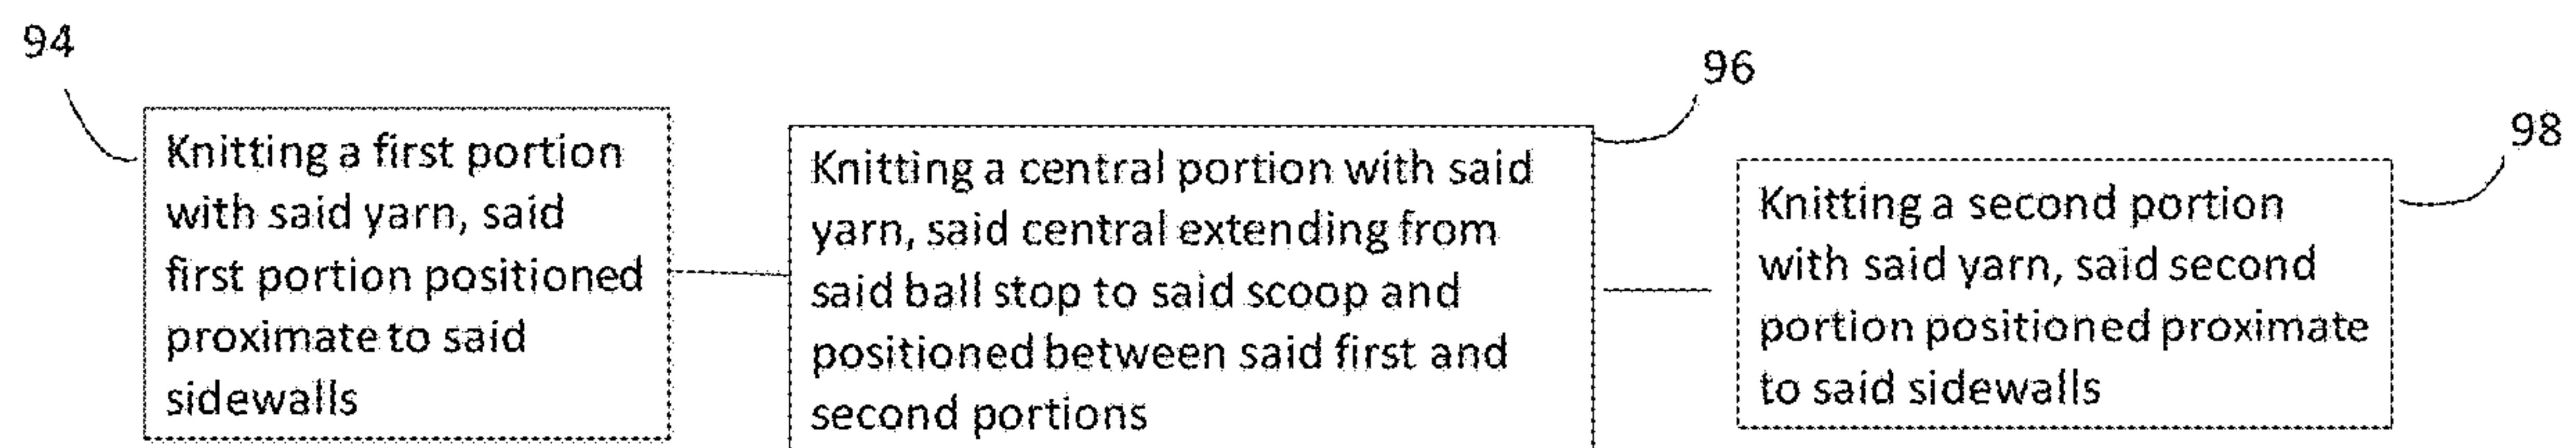 94
Knitting a first portion
with said yarn, said
first portion positioned
proximate to said
sidewalls
96
Knitting a central portion with said
yarn, said central extending from
said ball stop to said scoop and
positioned between said first and
second portions
98
Knitting a second portion
with said yarn, said second
portion positioned proximate
to said sidewalls